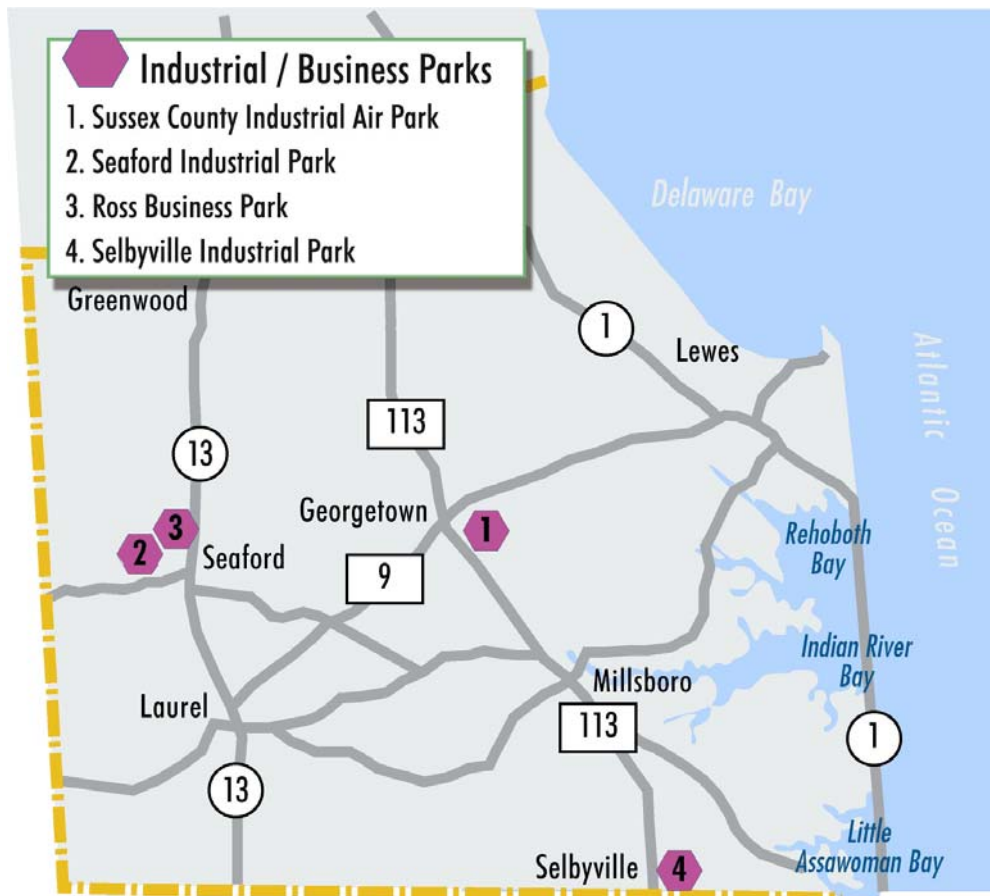 Industrial / Business Parks
1. Sussex County Industrial Air Park
2. Seaford Industrial Park
3. Ross Business Park
4. Selbyville Industrial Park
Delaware Bay
Greenwood
1
Lewes
Atlantic Ocean
113
13
Georgetown
1
3
2
Seaford
9
Rehoboth
Bay
Indian River
Bay
Millsboro
Laurel
113
1
13
Little
Assawoman Bay
Selbyville
4